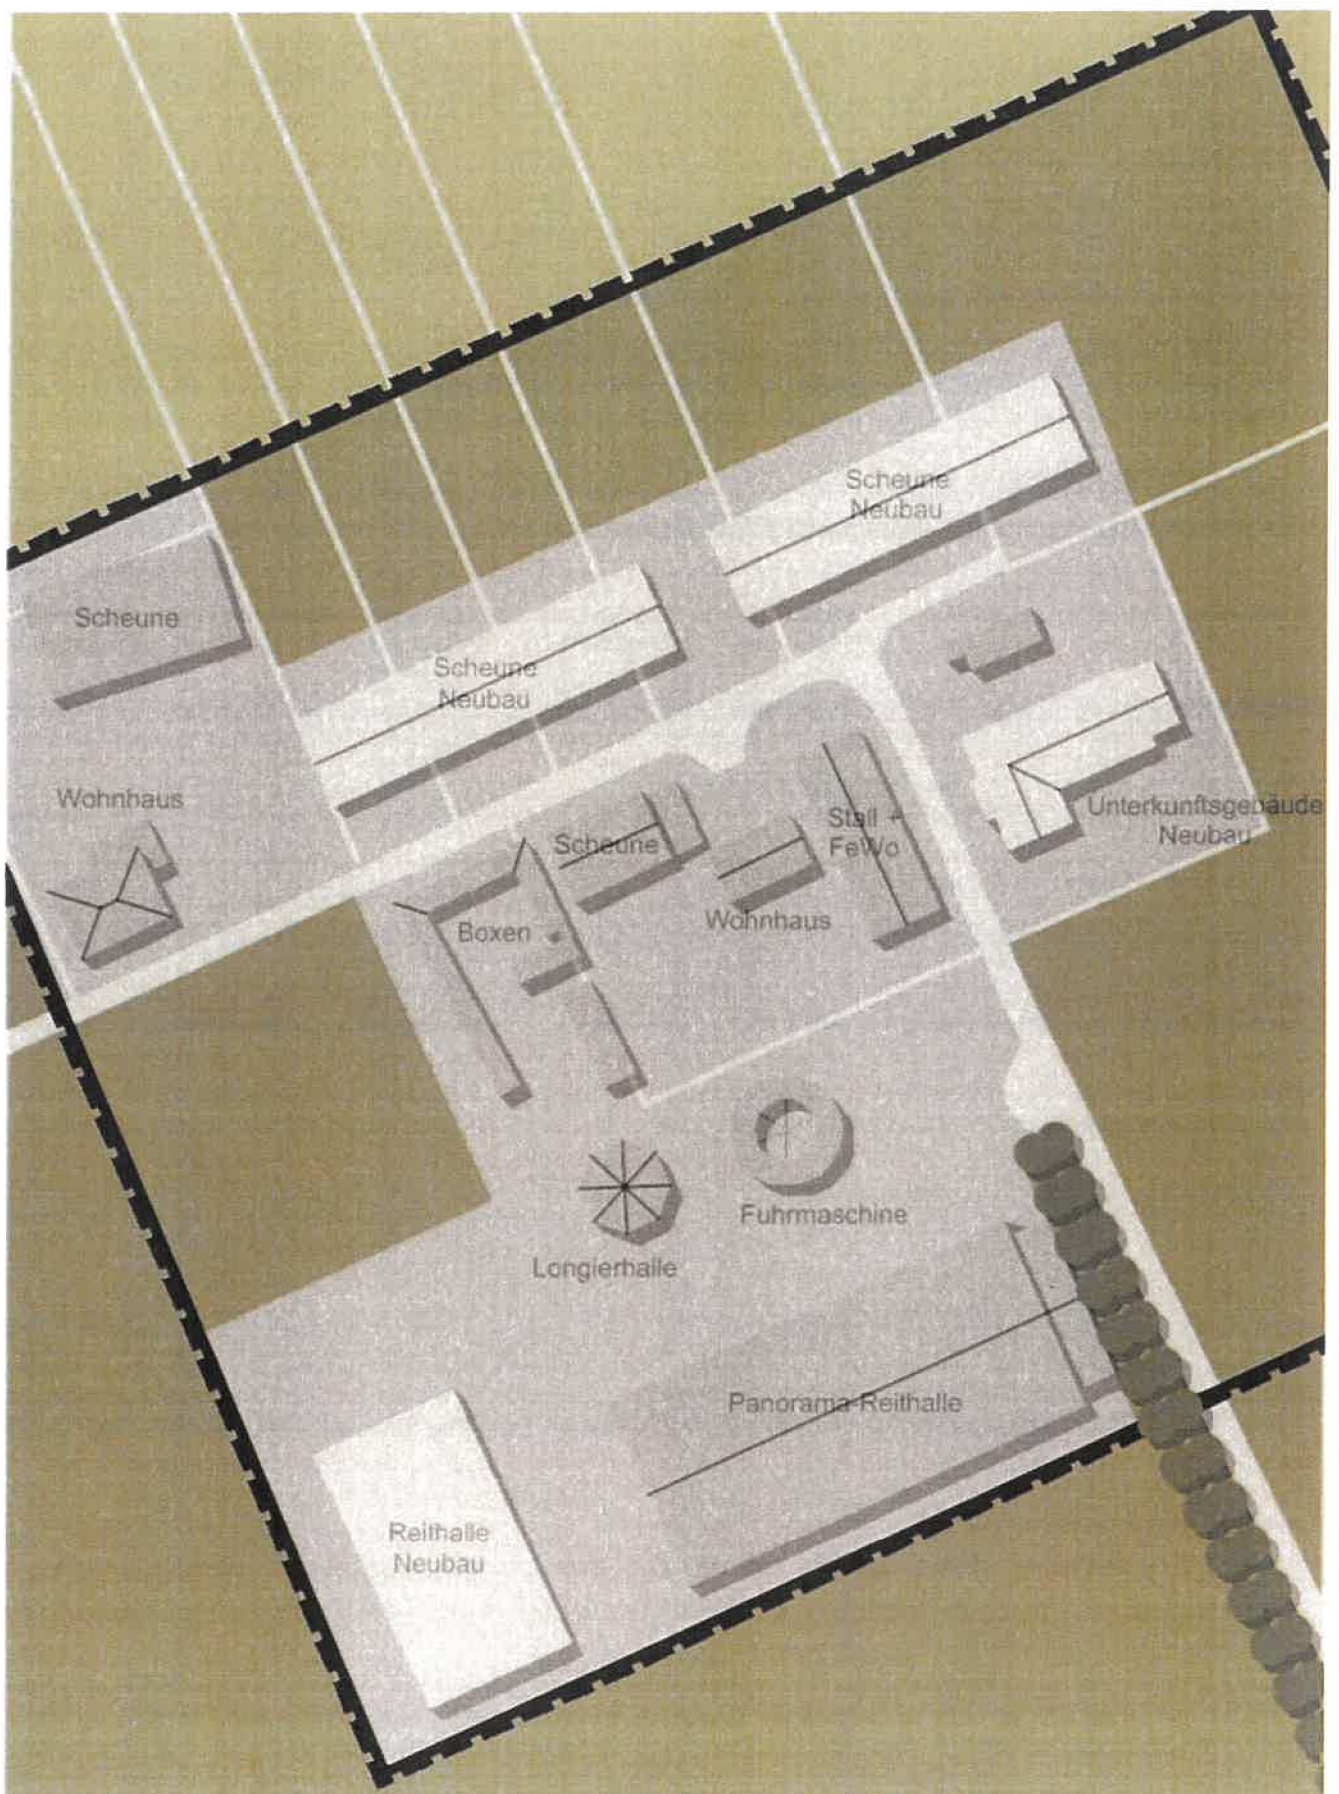 Scheune
Neubau
Scheune
Scheune
Neubau
Wohnhaus
Unterkunftsgebäude
Neubau
Stall +
FeWo
Scheune
Wohnhaus
Boxen
Fuhrmaschine
Longierhalle
Panorama-Reithalle
Reithalle
Neubau